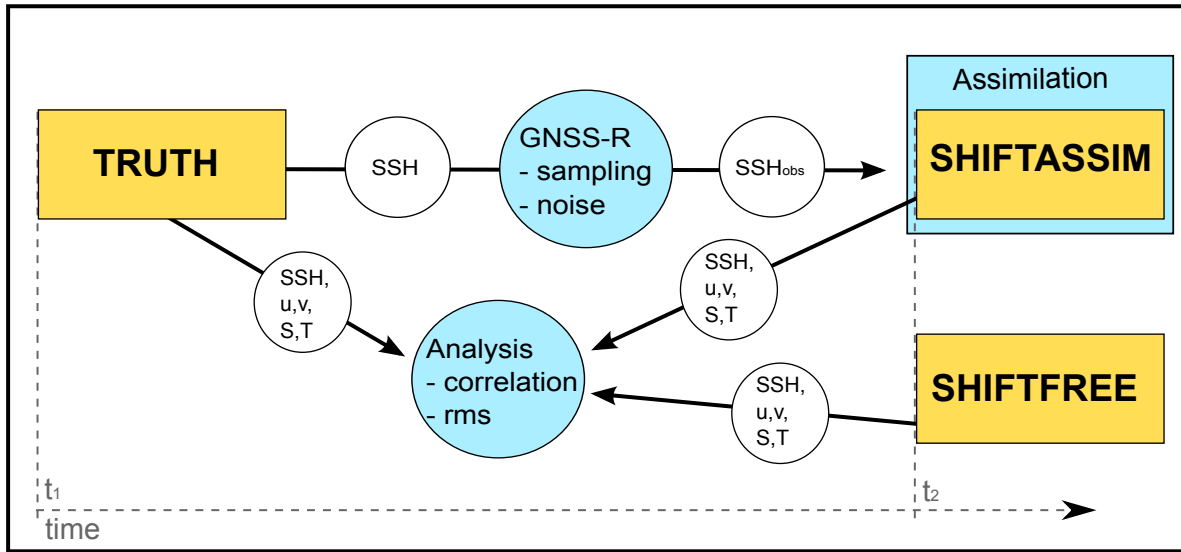 Assimilation
TRUTH
SSH
GNSS-R
- sampling
- noise
SSHobs
SHIFTASSIM
SSH,
u,v,
S,T
SSH,
u,v,
S,T
Analysis
- correlation
- rms
SSH,
u,v,
S,T
SHIFTFREE
t1
t2
time